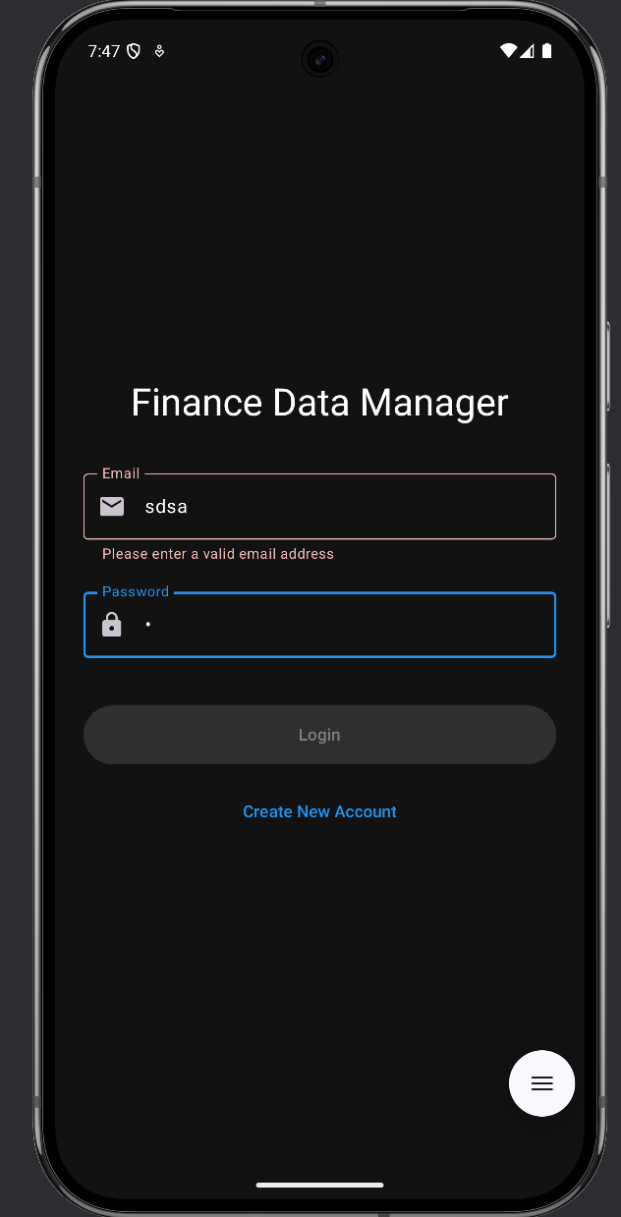 7:47
Finance Data Manager
Email
sdsa
Please enter a valid email address
Password
Login
Create New Account